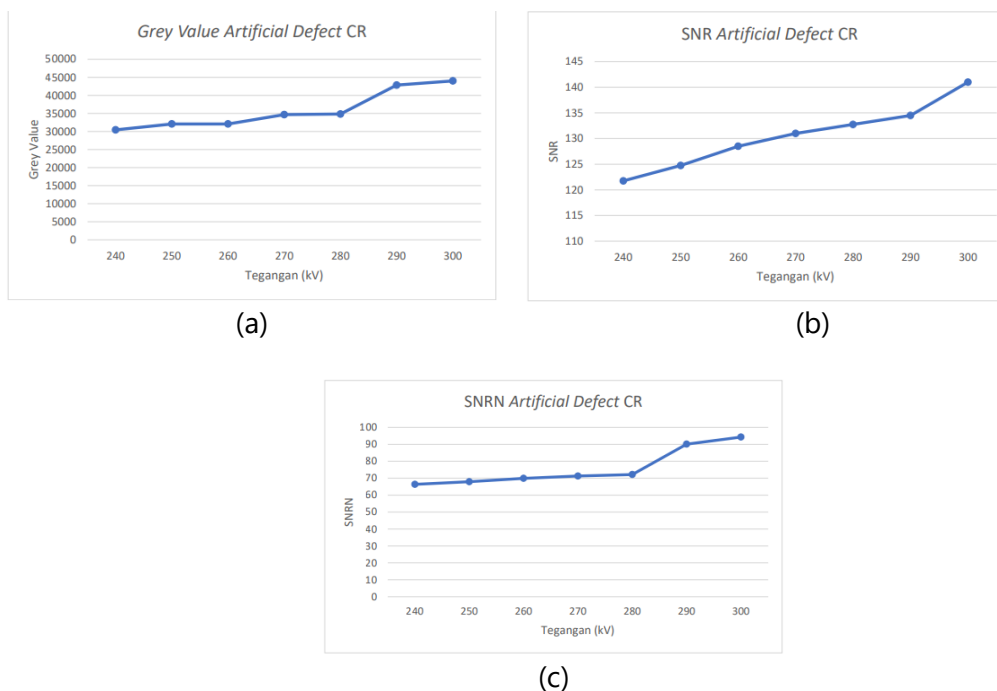 Grey Value Artificial Defect CR
50000
45000
40000
35000
30000
25000
20000
15000
10000
5000
0
Grey Value
240 250 260 270 280 290 300
Tegangan (kV)
(a)
SNR Artificial Defect CR
145
140
135
130
125
120
115
110
SNR
240 250 260 270 280 290 300
Tegangan (kV)
(b)
SNRN Artificial Defect CR
100
90
80
70
60
50
40
30
20
10
0
SNRN
240 250 260 270 280 290 300
Tegangan (kV)
(c)